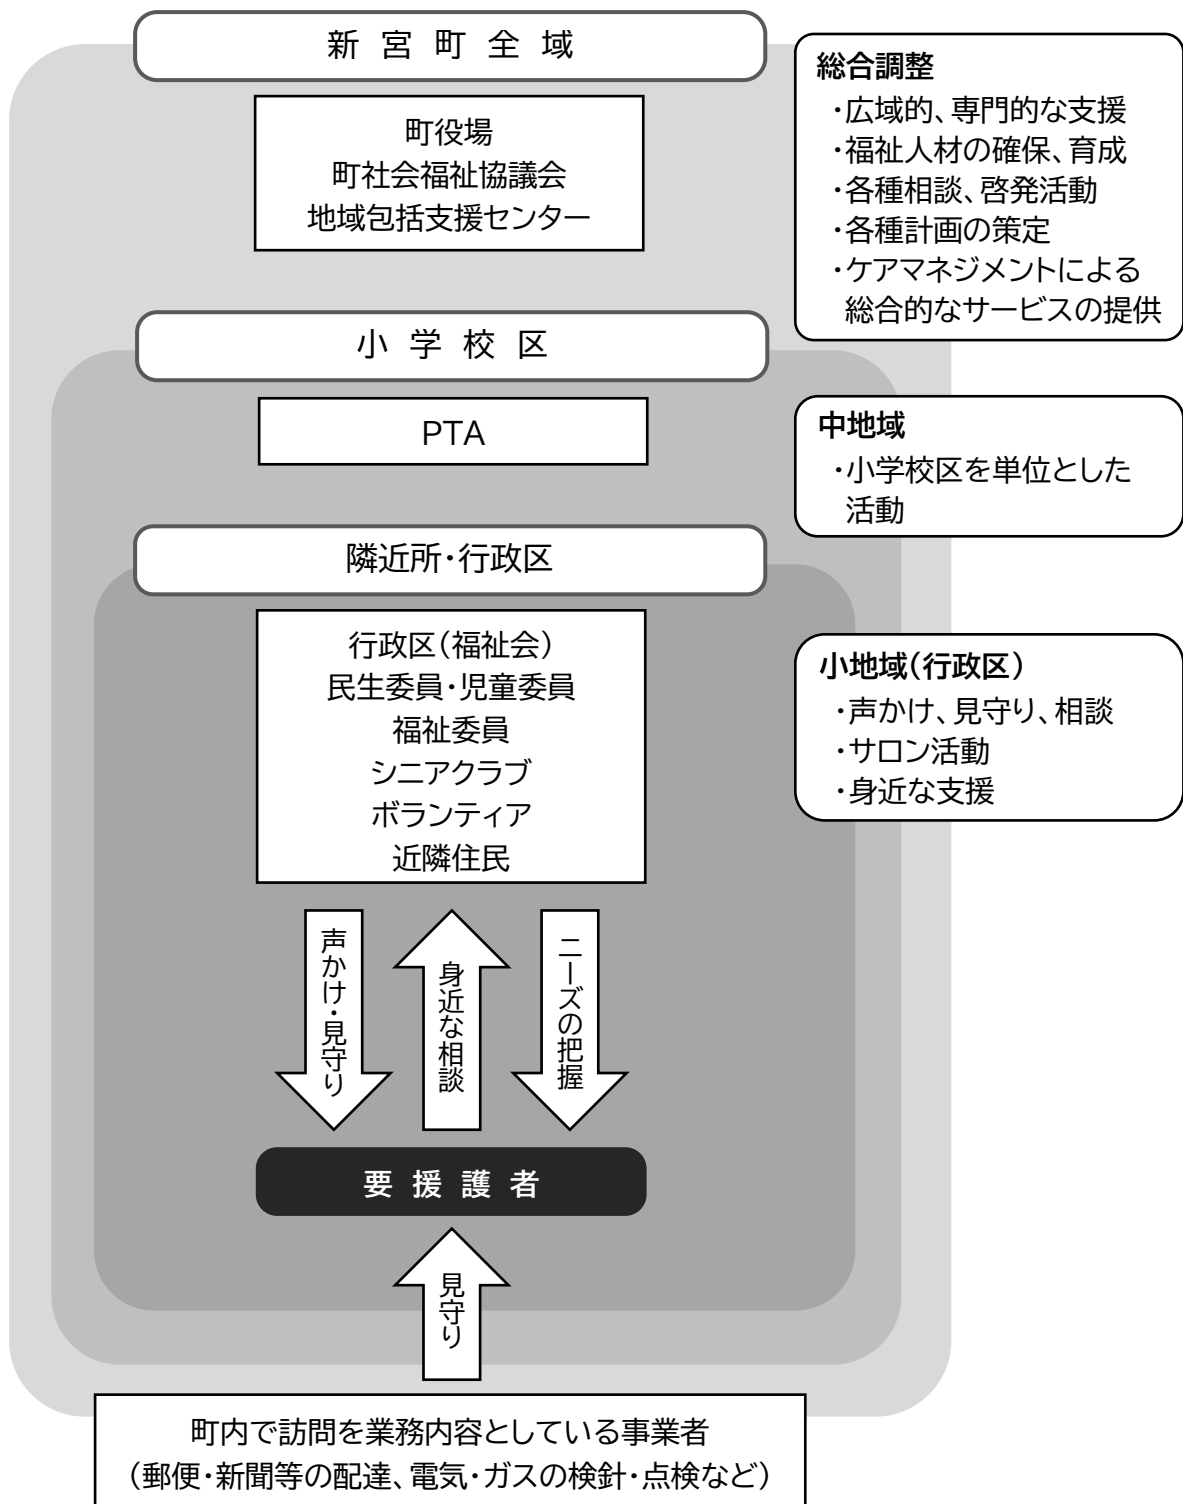 新宮町全域
町役場
町社会福祉協議会
地域包括支援センター
総合調整
・広域的、専門的な支援
・福祉人材の確保、育成
・各種相談、啓発活動
・各種計画の策定
・ケアマネジメントによる
総合的なサービスの提供
小学校区
PTA
中地域
・小学校区を単位とした
活動
隣近所・行政区
行政区（福祉会）
民生委員・児童委員
福祉委員
シニアクラブ
ボランティア
近隣住民
小地域（行政区）
・声かけ、見守り、相談
・サロン活動
・身近な支援
声かけ・見守り
身近な相談
ニーズの把握
要援護者
見守り
町内で訪問を業務内容としている事業者
（郵便・新聞等の配達、電気・ガスの検針・点検など）